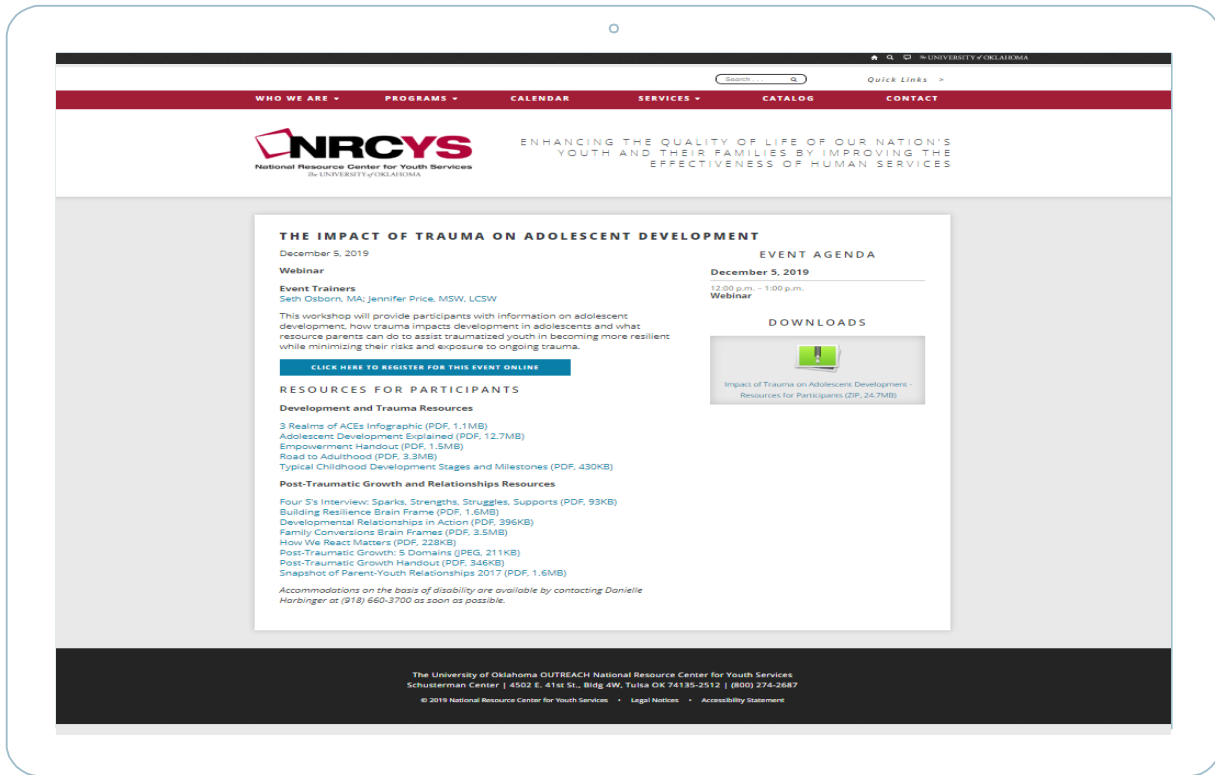 The UNIVERSITY of OKLAHOMA
Search . . .
Quick Links >
WHO WE ARE PROGRAMS CALENDAR SERVICES CATALOG CONTACT
NRCYS
National Resource Center for Youth Services
The UNIVERSITY of OKLAHOMA
ENHANCING THE QUALITY OF LIFE OF OUR NATION'S
YOUTH AND THEIR FAMILIES BY IMPROVING THE
EFFECTIVENESS OF HUMAN SERVICES
THE IMPACT OF TRAUMA ON ADOLESCENT DEVELOPMENT
December 5, 2019
Webinar
Event Trainers
Seth Osborn, MA; Jennifer Price, MSW, LCSW
This workshop will provide participants with information on adolescent
development, how trauma impacts development in adolescents and what
resource parents can do to assist traumatized youth in becoming more resilient
while minimizing their risks and exposure to ongoing trauma.
CLICK HERE TO REGISTER FOR THIS EVENT ONLINE
RESOURCES FOR PARTICIPANTS
Development and Trauma Resources
3 Realms of ACEs Infographic (PDF, 1.1MB)
Adolescent Development Explained (PDF, 12.7MB)
Empowerment Handout (PDF, 1.5MB)
Road to Adulthood (PDF, 3.3MB)
Typical Childhood Development Stages and Milestones (PDF, 430KB)
Post-Traumatic Growth and Relationships Resources
Four S's Interview: Sparks, Strengths, Struggles, Supports (PDF, 93KB)
Building Resilience Brain Frame (PDF, 1.6MB)
Developmental Relationships in Action (PDF, 396KB)
Family Conversions Brain Frames (PDF, 3.5MB)
How We React Matters (PDF, 228KB)
Post-Traumatic Growth: 5 Domains (JPEG, 211KB)
Post-Traumatic Growth Handout (PDF, 346KB)
Snapshot of Parent-Youth Relationships 2017 (PDF, 1.6MB)
Accommodations on the basis of disability are available by contacting Danielle
Harbinger at (918) 660-3700 as soon as possible.
EVENT AGENDA
December 5, 2019
12:00 p.m. – 1:00 p.m.
Webinar
DOWNLOADS
Impact of Trauma on Adolescent Development -
Resources for Participants (ZIP, 24.7MB)
The University of Oklahoma OUTREACH National Resource Center for Youth Services
Schusterman Center | 4502 E. 41st St., Bldg 4W, Tulsa OK 74135-2512 | (800) 274-2687
© 2019 National Resource Center for Youth Services • Legal Notices • Accessibility Statement